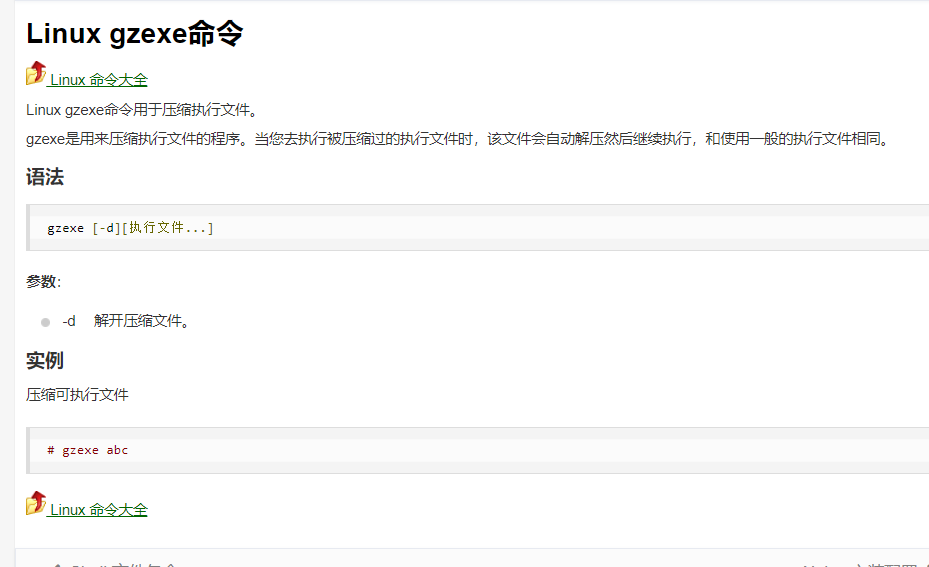 Linux gzexe命令
Linux 命令大全
Linux gzexe命令用于压缩执行文件。
gzexe是用来压缩执行文件的程序。当您去执行被压缩过的执行文件时，该文件会自动解压然后继续执行，和使用一般的执行文件相同。
语法
gzexe [-d][执行文件...]
参数：
-d 解开压缩文件。
实例
压缩可执行文件
# gzexe abc
Linux 命令大全